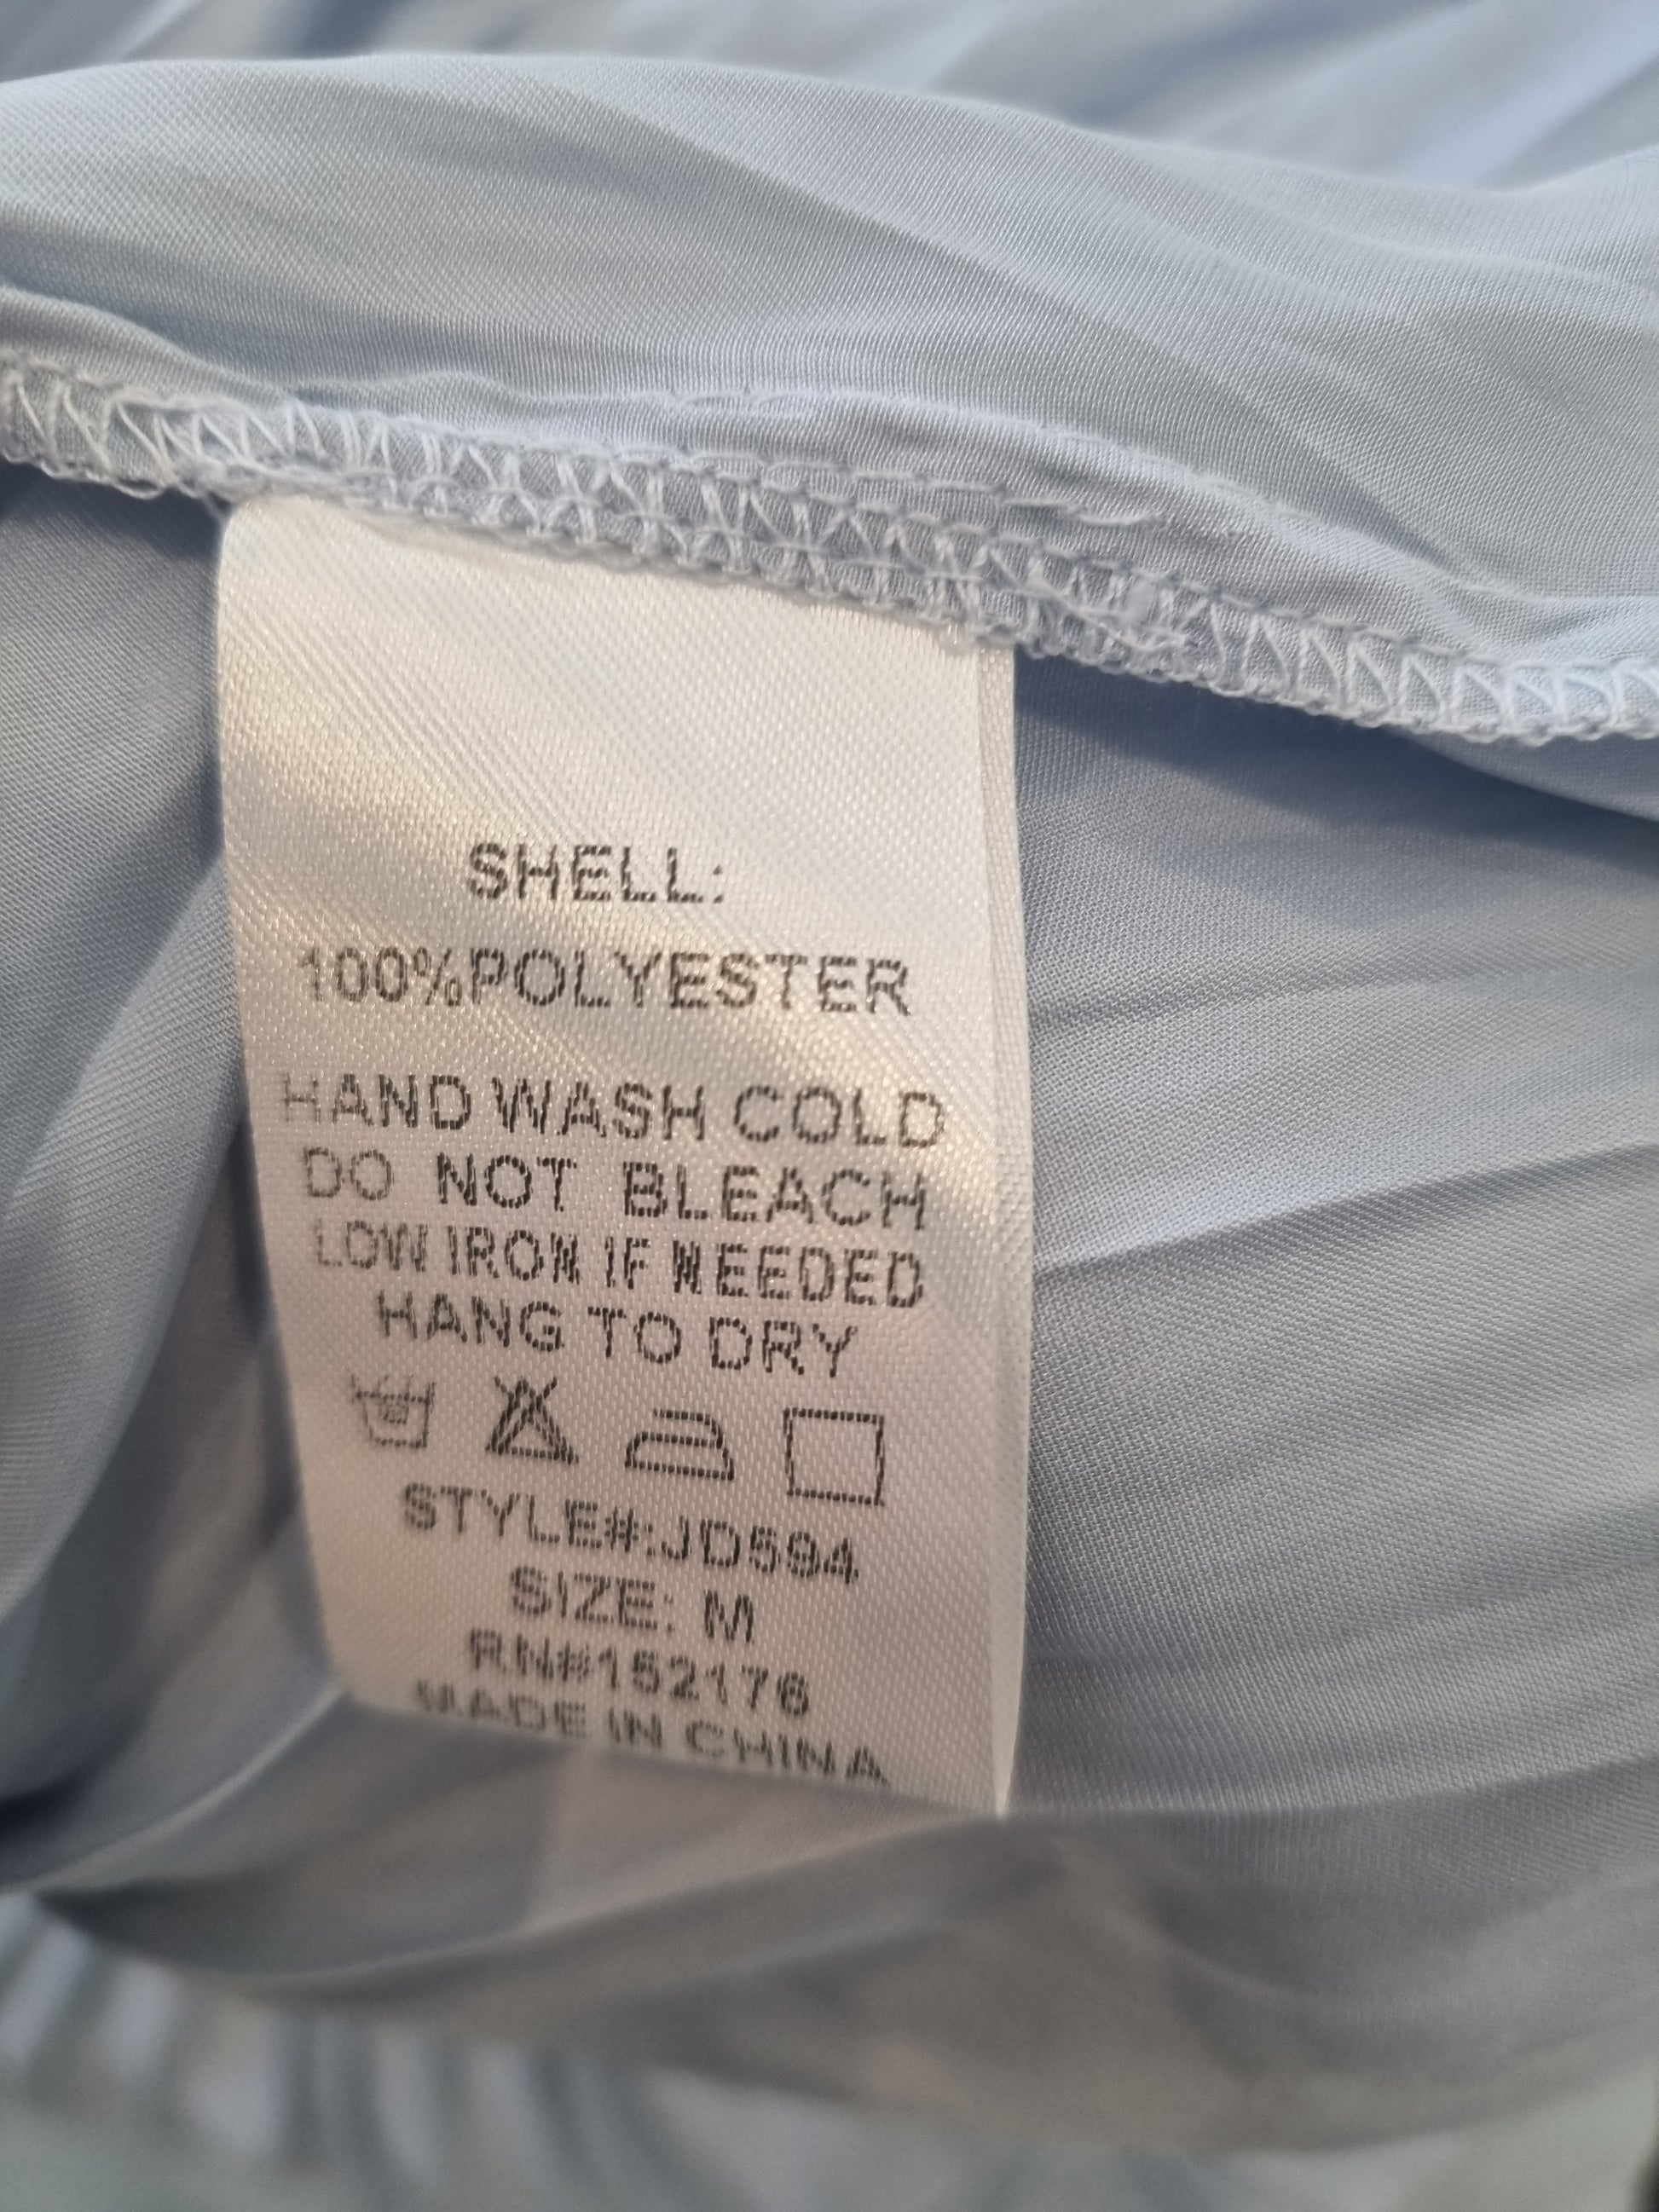 SHELL:
100%POLYESTER
HAND WASH COLD
DO NOT BLEACH
LOW IRON IF NEEDED
HANG TO DRY
STYLE#:JD594
SIZE: M
RN#152176
MADE IN CHINA